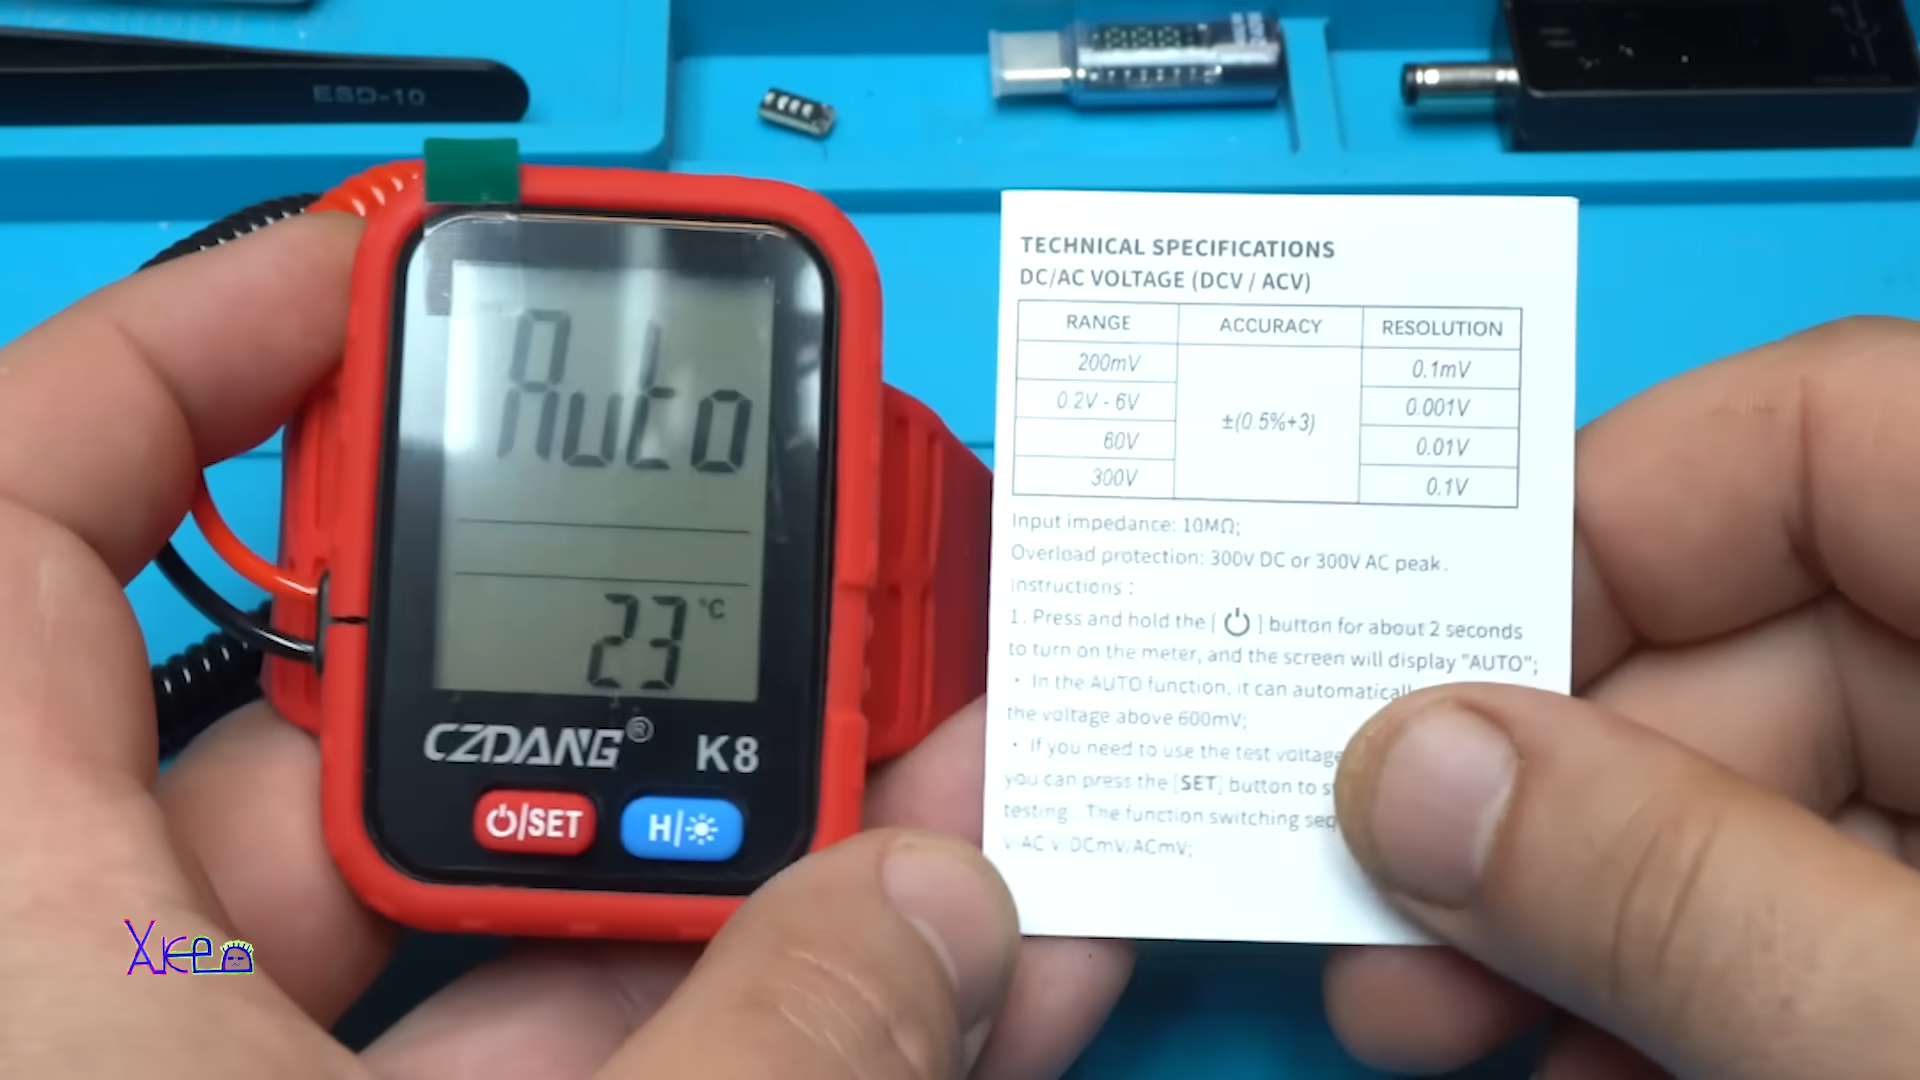 ESD-10
Auto
23 °C
CZDANG® K8
/SET
H/
TECHNICAL SPECIFICATIONS
DC/AC VOLTAGE (DCV / ACV)
RANGE ACCURACY RESOLUTION
200mV 0.1mV
0.2V - 6V 0.001V
±(0.5%+3)
60V 0.01V
300V 0.1V
Input impedance: 10MΩ;
Overload protection: 300v DC or 300V AC peak.
Instructions :
1. Press and hold the [ ] button for about 2 seconds
to turn on the meter, and the screen will display "AUTO";
· In the AUTO function, it can
the voltage above 600mV;
· If you need to use the test voltage
you can press the [SET] button to
testing. The function switching
AC V DCmV/ACmV;